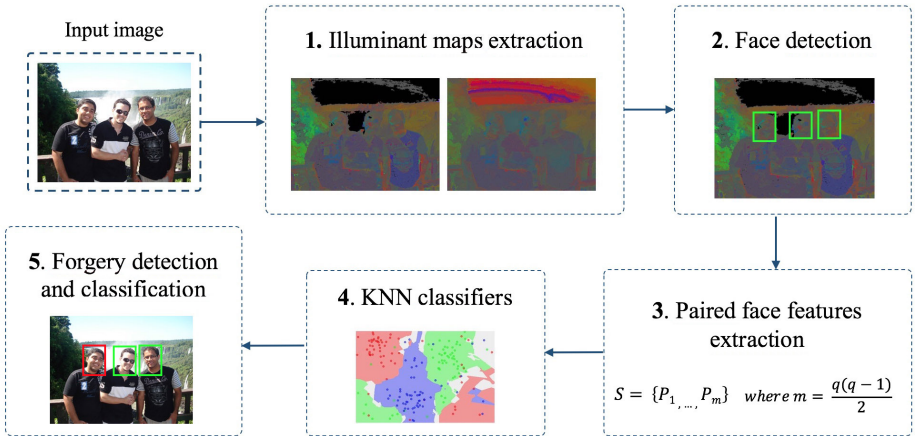 Input image
1. Illuminant maps extraction
2. Face detection
3. Paired face features
extraction
S = {P₁, ..., Pₘ} where m = q(q − 1)/2
4. KNN classifiers
5. Forgery detection
and classification